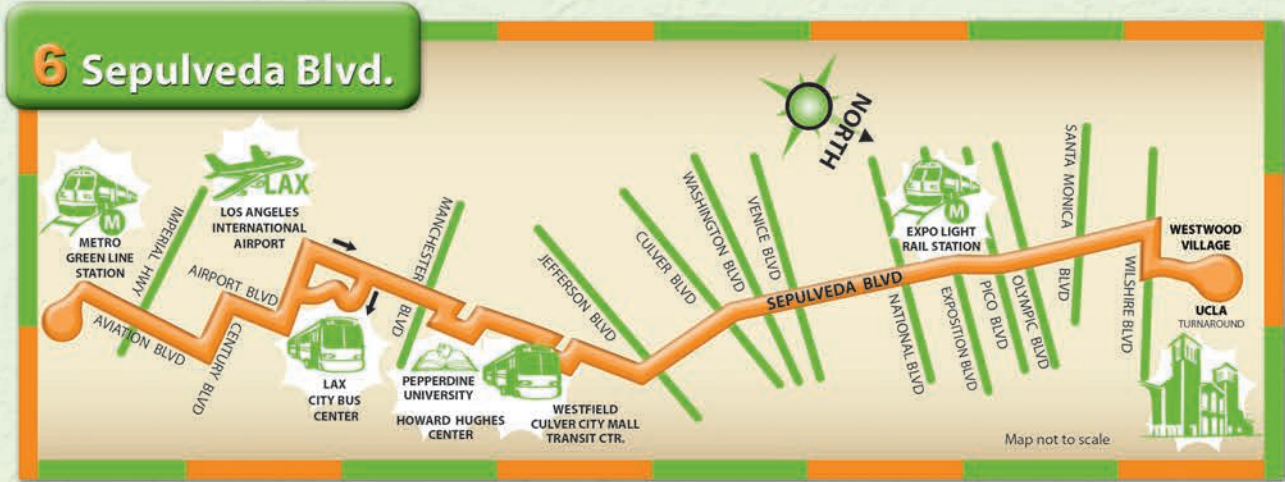 6 Sepulveda Blvd.
NORTH
METRO
GREEN LINE
STATION
M
IMPERIAL HWY
AVIATION BLVD
LAX
LOS ANGELES
INTERNATIONAL
AIRPORT
AIRPORT BLVD
CENTURY BLVD
LAX
CITY BUS
CENTER
MANCHESTER
BLVD
PEPPERDINE
UNIVERSITY
HOWARD HUGHES
CENTER
WESTFIELD
CULVER CITY MALL
TRANSIT CTR.
JEFFERSON BLVD
CULVER BLVD
WASHINGTON BLVD
VENICE BLVD
SEPULVEDA BLVD
NATIONAL BLVD
EXPO LIGHT
RAIL STATION
M
EXPOSITION BLVD
PICO BLVD
OLYMPIC BLVD
SANTA MONICA
BLVD
WILSHIRE BLVD
WESTWOOD
VILLAGE
UCLA
TURNAROUND
Map not to scale